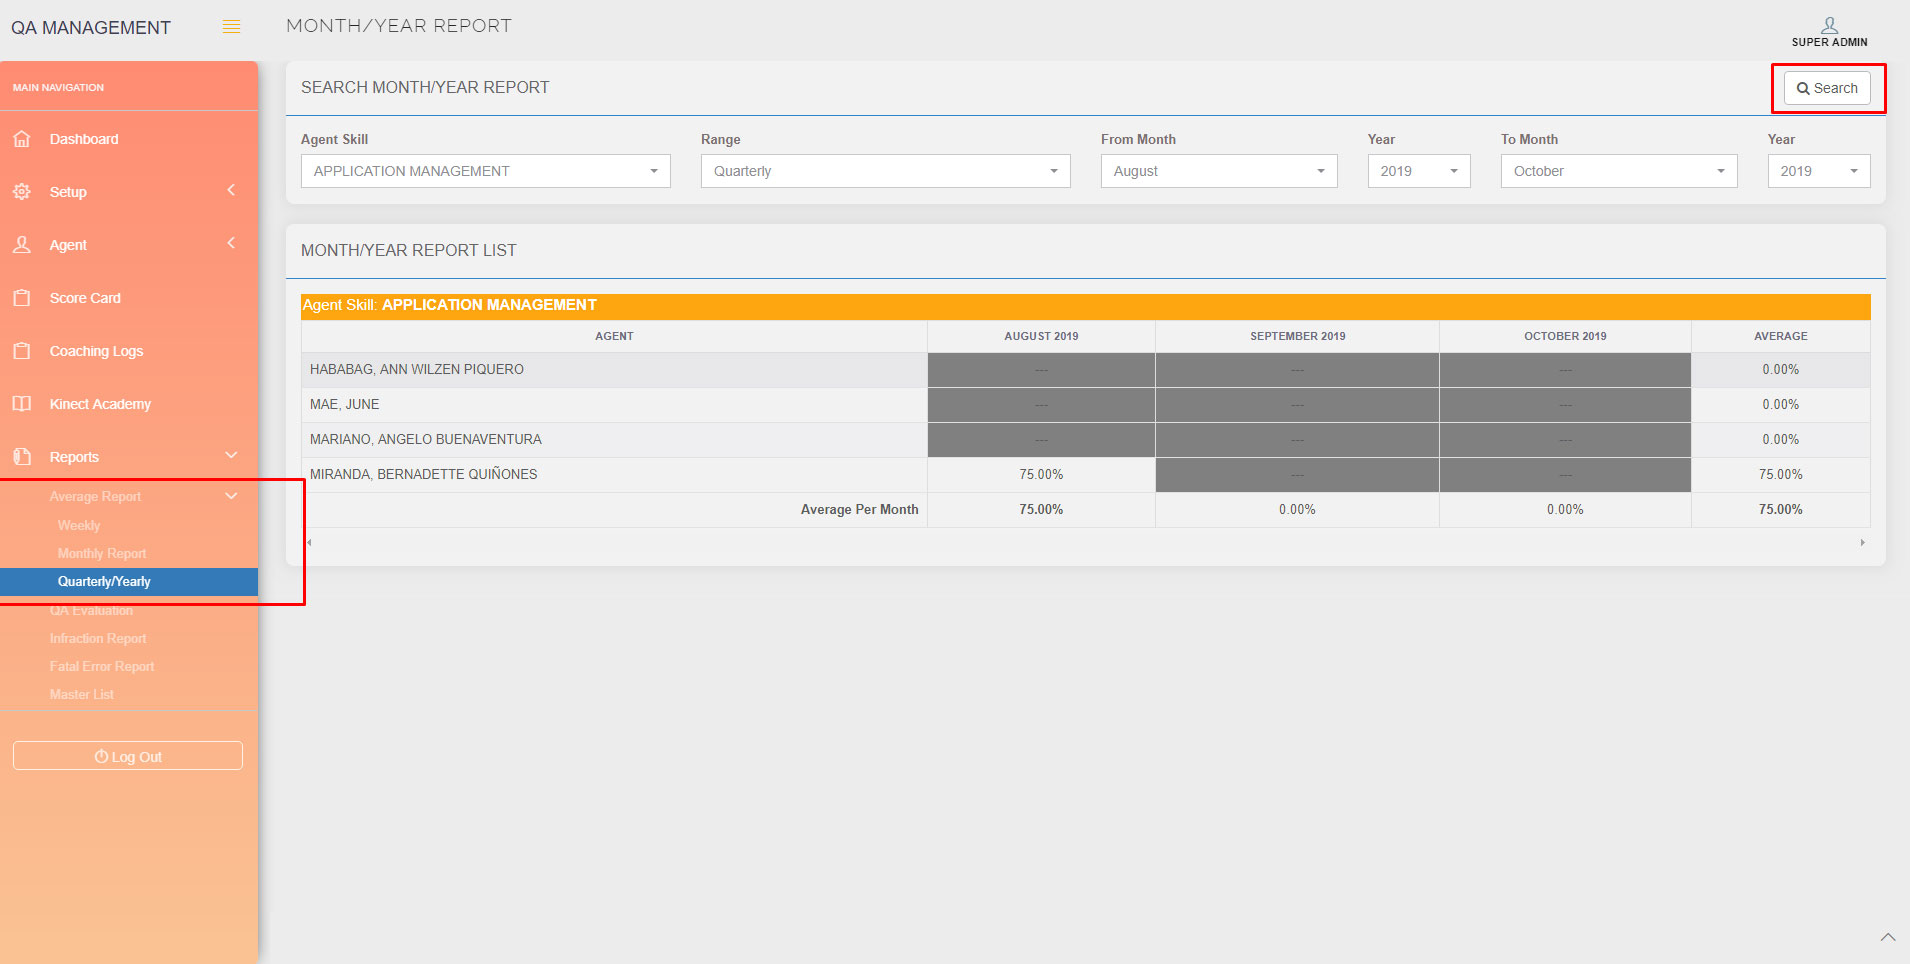 QA MANAGEMENT
MONTH/YEAR REPORT
SUPER ADMIN
MAIN NAVIGATION
Dashboard
Setup
Agent
Score Card
Coaching Logs
Kinect Academy
Reports
Average Report
Weekly
Monthly Report
Quarterly/Yearly
QA Evaluation
Infraction Report
Fatal Error Report
Master List
Log Out
SEARCH MONTH/YEAR REPORT
Search
Agent Skill Range From Month Year To Month Year
APPLICATION MANAGEMENT Quarterly August 2019 October 2019
MONTH/YEAR REPORT LIST
Agent Skill: APPLICATION MANAGEMENT
AGENT AUGUST 2019 SEPTEMBER 2019 OCTOBER 2019 AVERAGE
HABABAG, ANN WILZEN PIQUERO --- --- --- 0.00%
MAE, JUNE --- --- --- 0.00%
MARIANO, ANGELO BUENAVENTURA --- --- --- 0.00%
MIRANDA, BERNADETTE QUIÑONES 75.00% --- --- 75.00%
Average Per Month 75.00% 0.00% 0.00% 75.00%